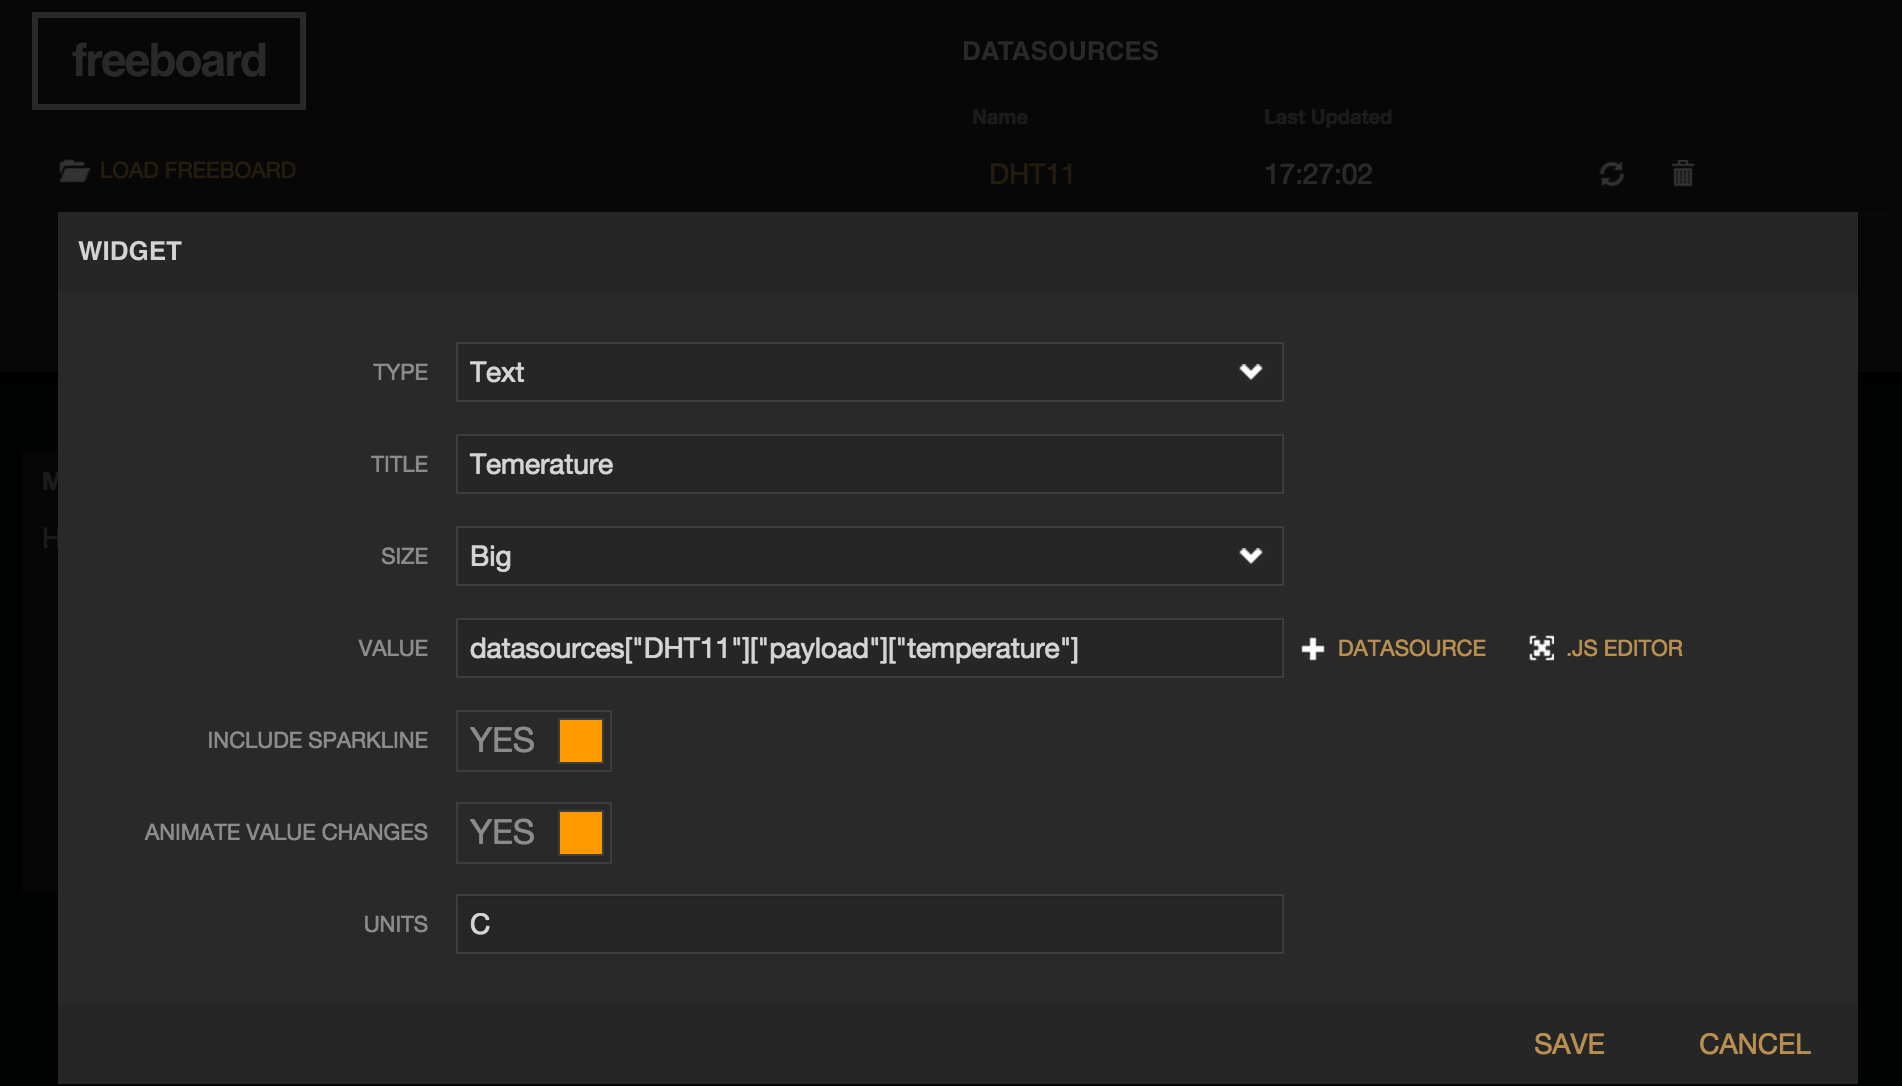 freeboard
DATASOURCES
Name Last Updated
LOAD FREEBOARD
DHT11 17:27:02
WIDGET
TYPE Text
TITLE Temerature
SIZE Big
VALUE datasources["DHT11"]["payload"]["temperature"] DATASOURCE .JS EDITOR
INCLUDE SPARKLINE YES
ANIMATE VALUE CHANGES YES
UNITS C
SAVE CANCEL